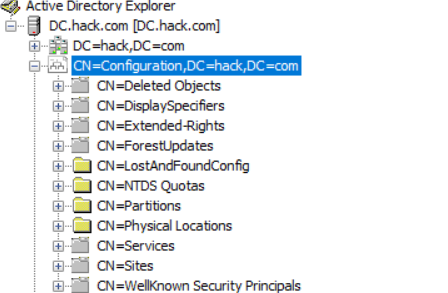 Active Directory Explorer
DC.hack.com [DC.hack.com]
DC=hack,DC=com
CN=Configuration,DC=hack,DC=com
CN=Deleted Objects
CN=DisplaySpecifiers
CN=Extended-Rights
CN=ForestUpdates
CN=LostAndFoundConfig
CN=NTDS Quotas
CN=Partitions
CN=Physical Locations
CN=Services
CN=Sites
CN=WellKnown Security Principals